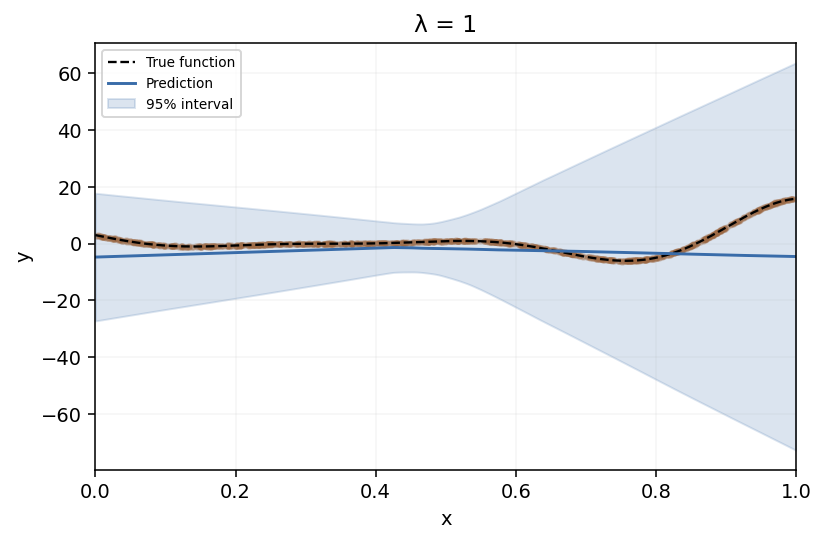 λ = 1
True function
Prediction
95% interval
60
40
20
0
−20
−40
−60
y
0.0 0.2 0.4 0.6 0.8 1.0
x